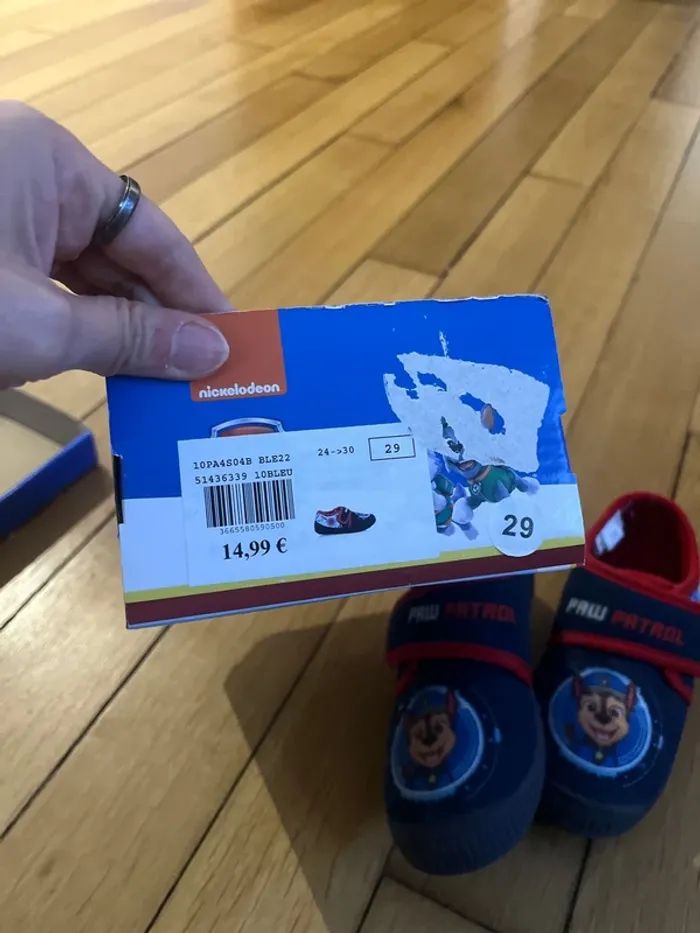 nickelodeon
10PA4S04B BLE22
24->30
29
51436339 10BLEU
3665580590500
14,99 €
29
PAW PATROL
PAW PATROL